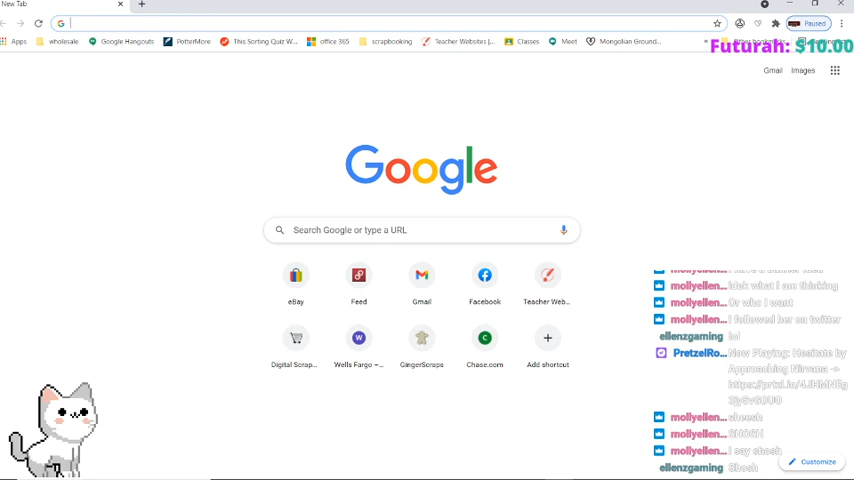 New Tab
Paused
Apps wholesale Google Hangouts PotterMore This Sorting Quiz W... office 365 scrapbooking Teacher Websites |... Classes Meet Mongolian Ground...
Futurah: $10.00
Gmail Images
Google
Search Google or type a URL
eBay Feed Gmail Facebook Teacher Web...
Digital Scrap... Wells Fargo –... GingerScraps Chase.com Add shortcut
mollyellen... idek what I am thinking
mollyellen... Or who I want
mollyellen... I followed her on twitter
ellenzgaming lol
PretzelRo... Now Playing: Hesitate by
Approaching Nirvana ->
mollyellen... sheesh
mollyellen... SHOSH
mollyellen... I say shosh
ellenzgaming Shosh
Customize